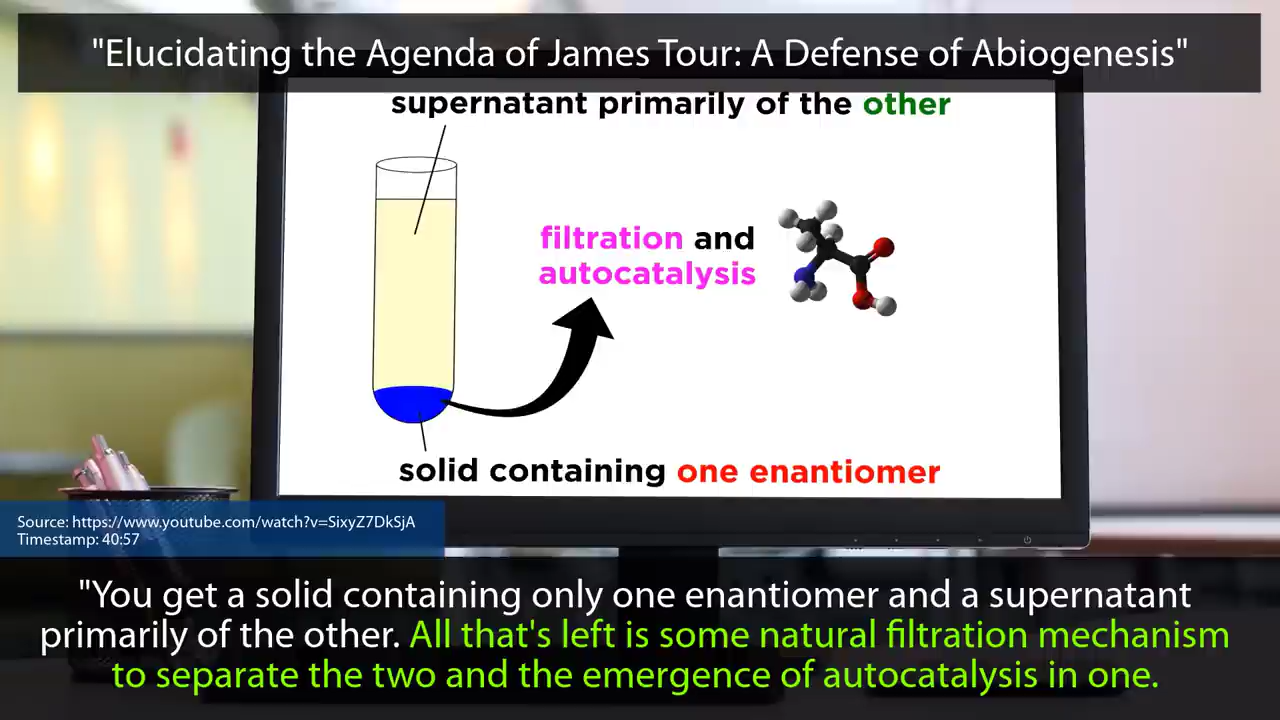 "Elucidating the Agenda of James Tour: A Defense of Abiogenesis"
supernatant primarily of the other
filtration and
autocatalysis
solid containing one enantiomer
Source: https://www.youtube.com/watch?v=SixyZ7DkSjA
Timestamp: 40:57
"You get a solid containing only one enantiomer and a supernatant
primarily of the other. All that's left is some natural filtration mechanism
to separate the two and the emergence of autocatalysis in one.